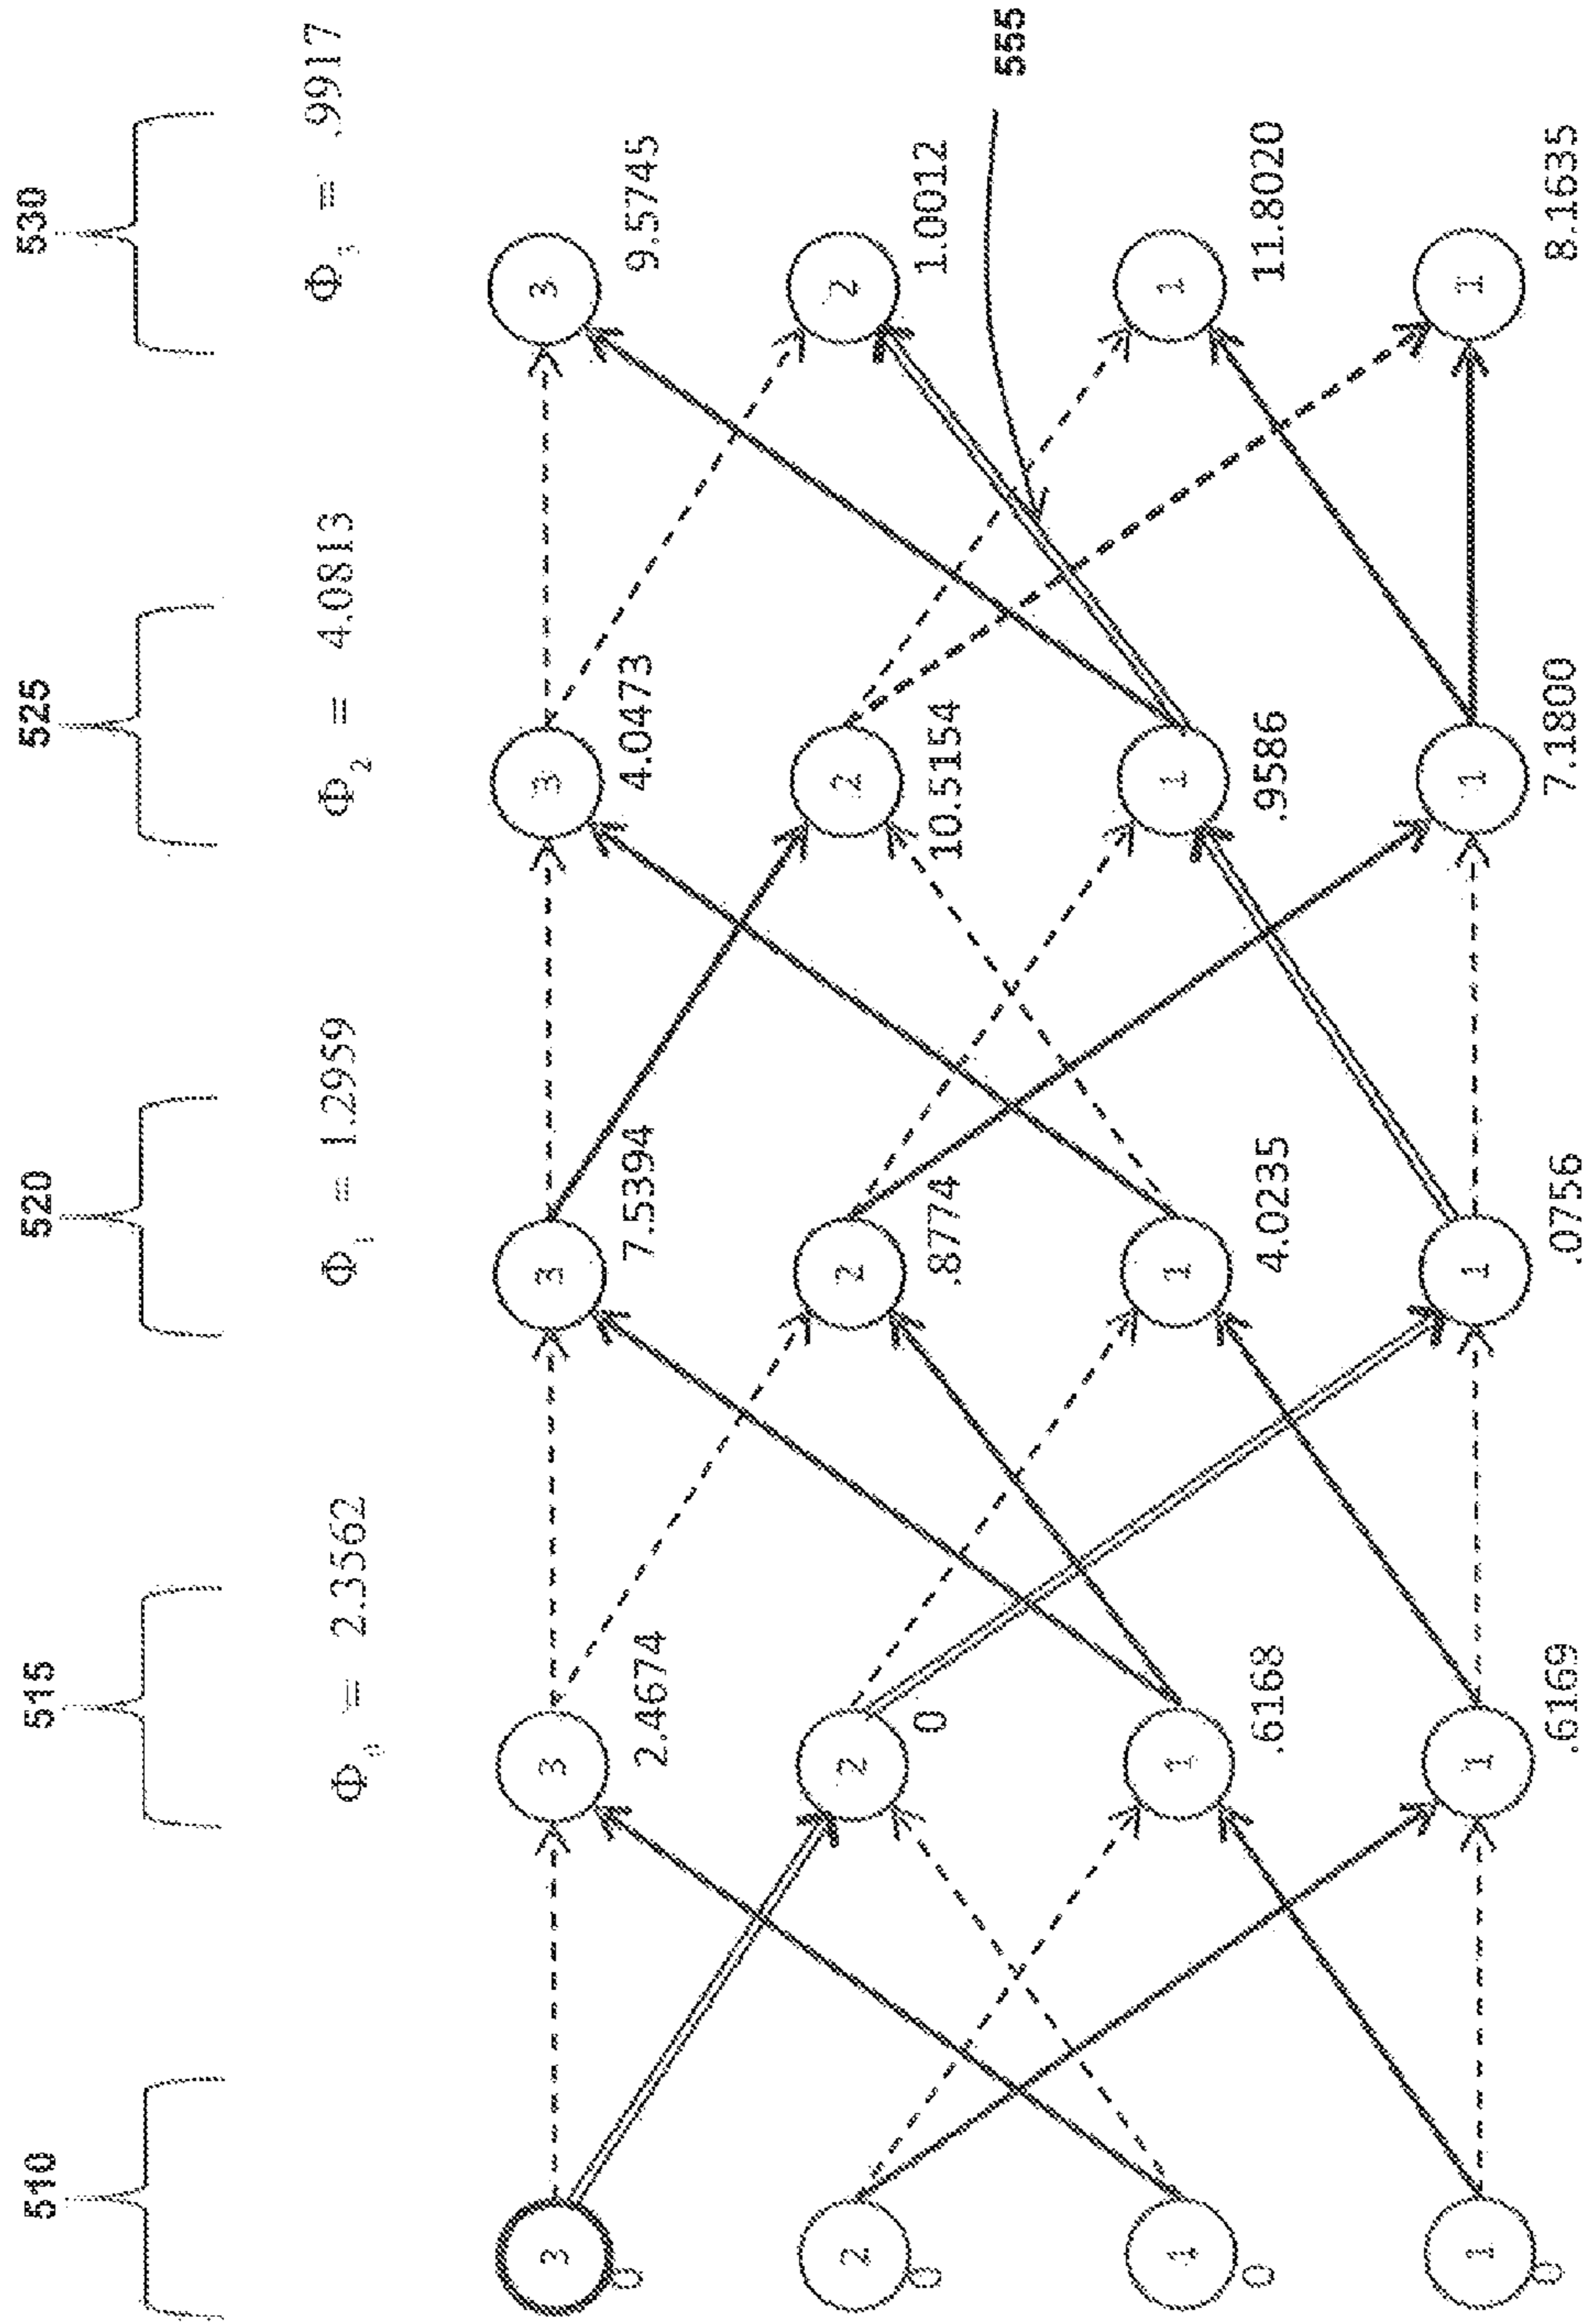 510 515 520 525 530
Φ₀ = 2.3562 Φ₁ = 1.2959 Φ₂ = 4.0813 Φ₃ = .9917
3 3 3 3 3
0 2.4674 7.5394 4.0473 9.5745
2 2 2 2 2
0 0 .8774 10.5154 1.0012
555
1 1 1 1 1
0 .6168 4.0235 .9586 11.8020
1 1 1 1 1
0 .6169 .0756 7.1800 8.1635